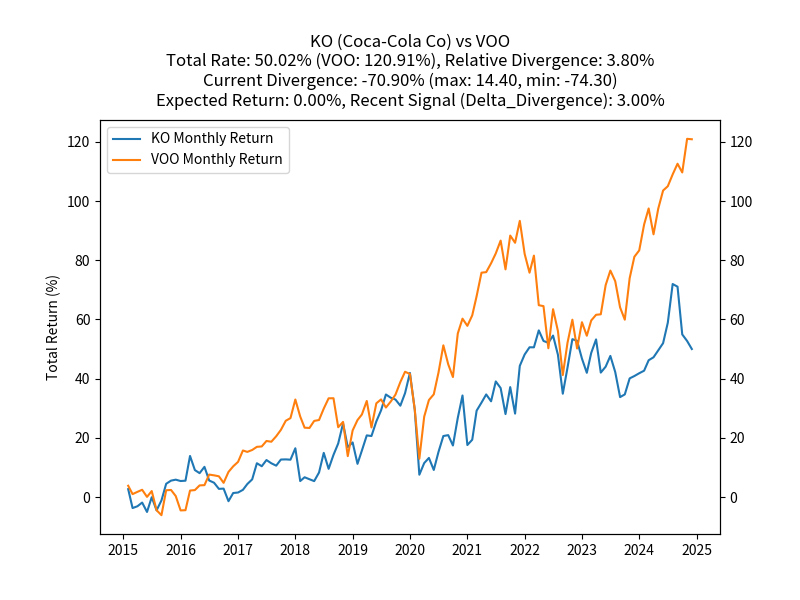 KO (Coca-Cola Co) vs VOO
Total Rate: 50.02% (VOO: 120.91%), Relative Divergence: 3.80%
Current Divergence: -70.90% (max: 14.40, min: -74.30)
Expected Return: 0.00%, Recent Signal (Delta_Divergence): 3.00%
KO Monthly Return
VOO Monthly Return
Total Return (%)
120 120
100 100
80 80
60 60
40 40
20 20
0 0
2015 2016 2017 2018 2019 2020 2021 2022 2023 2024 2025